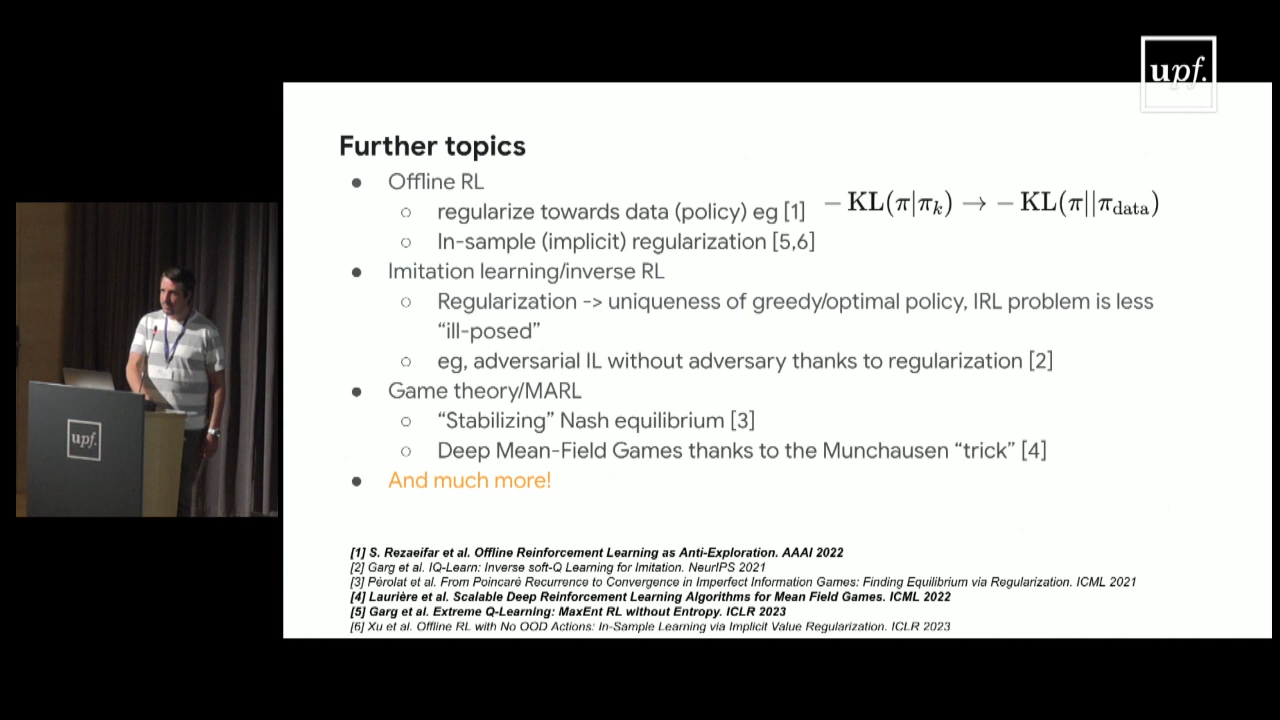 upf.
Further topics
● Offline RL
○ regularize towards data (policy) eg [1] − KL(π|πk) → − KL(π||πdata)
○ In-sample (implicit) regularization [5,6]
● Imitation learning/inverse RL
○ Regularization -> uniqueness of greedy/optimal policy, IRL problem is less
“ill-posed”
○ eg, adversarial IL without adversary thanks to regularization [2]
● Game theory/MARL
○ “Stabilizing” Nash equilibrium [3]
○ Deep Mean-Field Games thanks to the Munchausen “trick” [4]
● And much more!
[1] S. Rezaeifar et al. Offline Reinforcement Learning as Anti-Exploration. AAAI 2022
[2] Garg et al. IQ-Learn: Inverse soft-Q Learning for Imitation. NeurIPS 2021
[3] Pérolat et al. From Poincaré Recurrence to Convergence in Imperfect Information Games: Finding Equilibrium via Regularization. ICML 2021
[4] Laurière et al. Scalable Deep Reinforcement Learning Algorithms for Mean Field Games. ICML 2022
[5] Garg et al. Extreme Q-Learning: MaxEnt RL without Entropy. ICLR 2023
[6] Xu et al. Offline RL with No OOD Actions: In-Sample Learning via Implicit Value Regularization. ICLR 2023
upf.